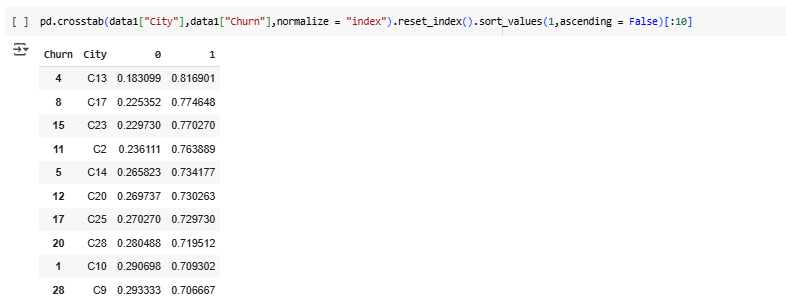 [ ] pd.crosstab(data1["City"],data1["Churn"],normalize = "index").reset_index().sort_values(1,ascending = False)[:10]
Churn City 0 1
4 C13 0.183099 0.816901
8 C17 0.225352 0.774648
15 C23 0.229730 0.770270
11 C2 0.236111 0.763889
5 C14 0.265823 0.734177
12 C20 0.269737 0.730263
17 C25 0.270270 0.729730
20 C28 0.280488 0.719512
1 C10 0.290698 0.709302
28 C9 0.293333 0.706667